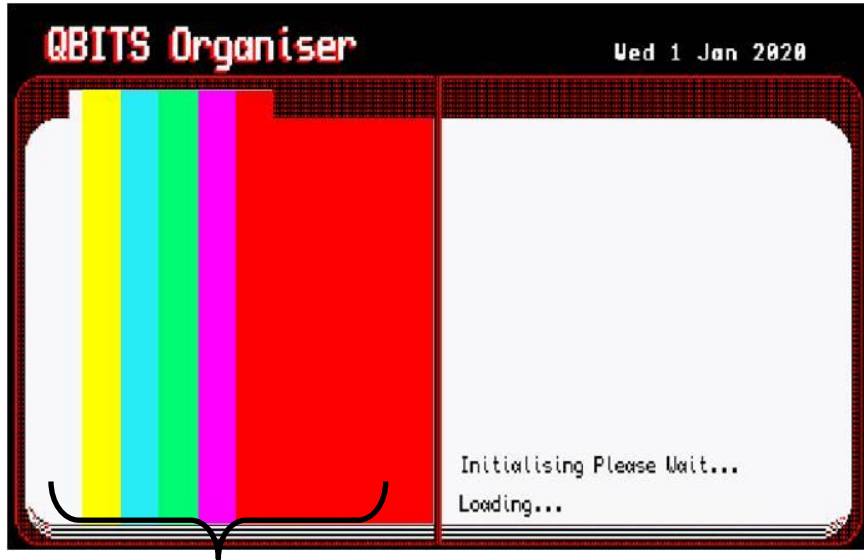 QBITS Organiser
Wed 1 Jan 2020
Initialising Please Wait...
Loading...